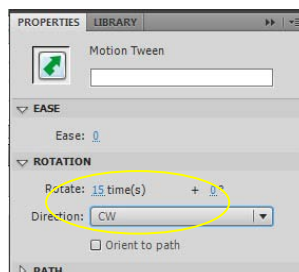 PROPERTIES LIBRARY
Motion Tween
EASE
Ease: 0
ROTATION
Rotate: 15 time(s) + 0°
Direction: CW
Orient to path
PATH